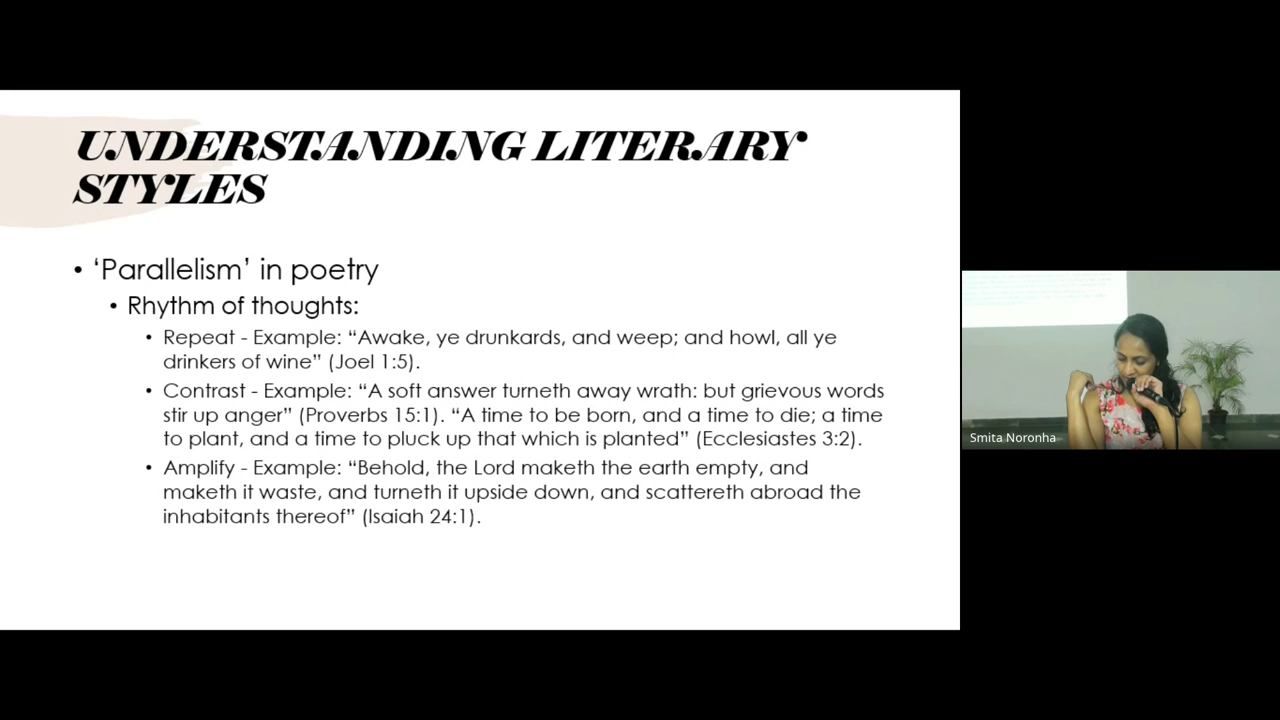 UNDERSTANDING LITERARY
STYLES
• ‘Parallelism’ in poetry
• Rhythm of thoughts:
• Repeat - Example: “Awake, ye drunkards, and weep; and howl, all ye
drinkers of wine” (Joel 1:5).
• Contrast - Example: “A soft answer turneth away wrath: but grievous words
stir up anger” (Proverbs 15:1). “A time to be born, and a time to die; a time
to plant, and a time to pluck up that which is planted” (Ecclesiastes 3:2).
• Amplify - Example: “Behold, the Lord maketh the earth empty, and
maketh it waste, and turneth it upside down, and scattereth abroad the
inhabitants thereof” (Isaiah 24:1).
Smita Noronha